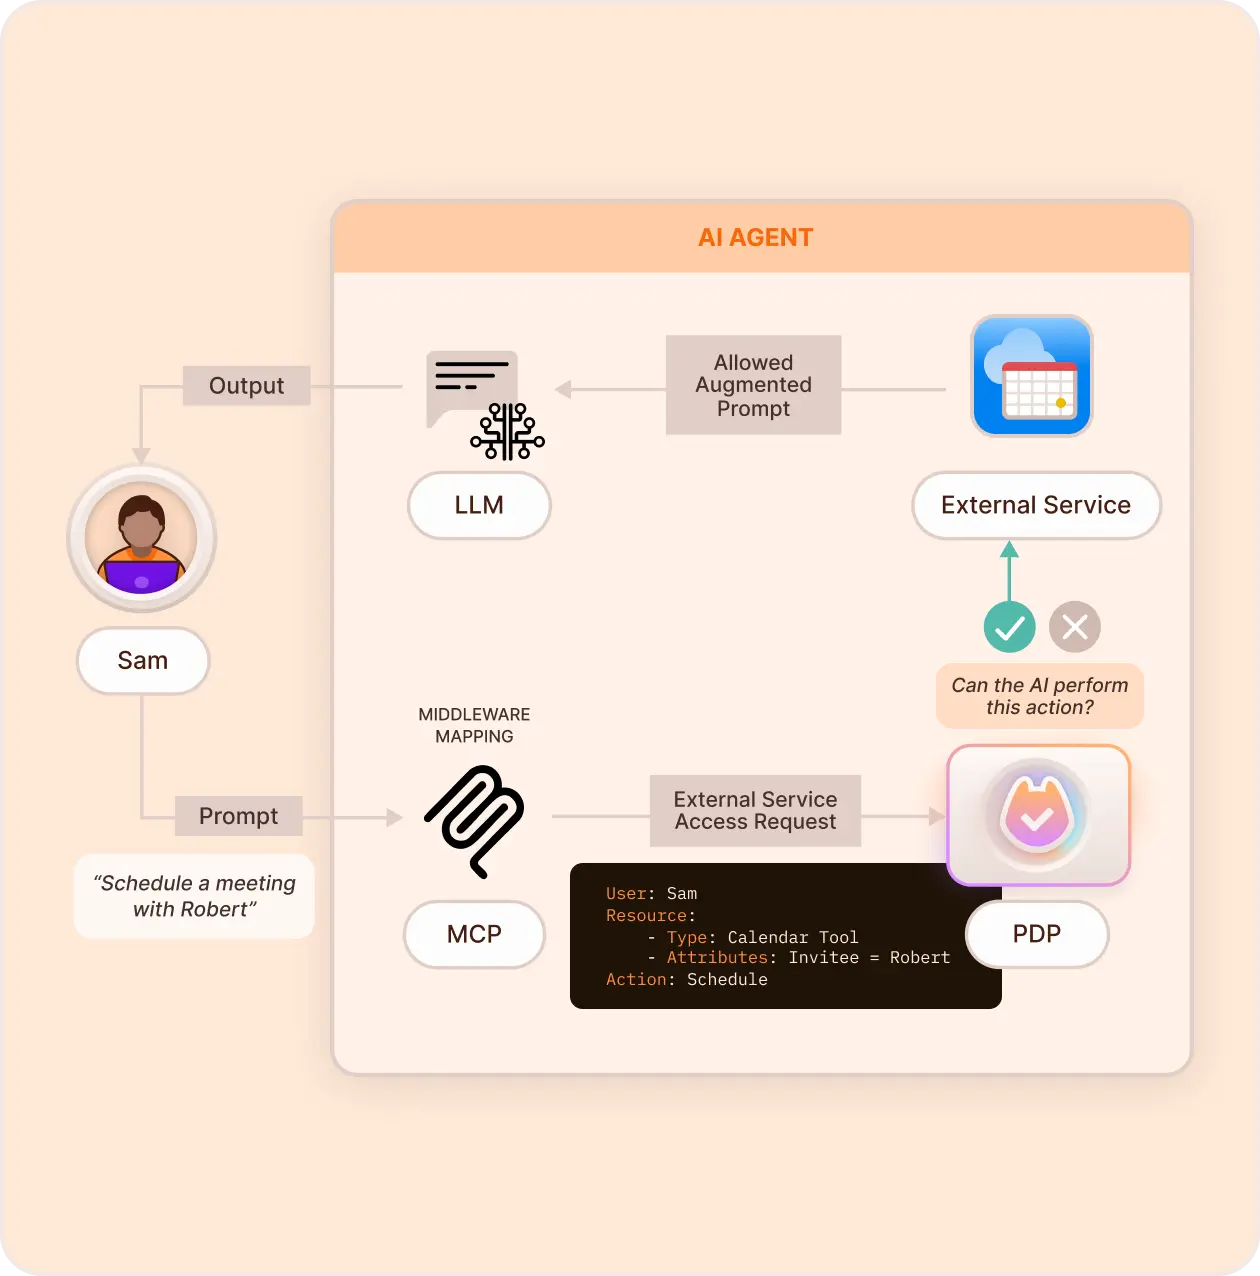 AI AGENT
Output
Allowed
Augmented
Prompt
LLM
External Service
Sam
Can the AI perform
this action?
MIDDLEWARE
MAPPING
Prompt
External Service
Access Request
“Schedule a meeting
with Robert”
MCP
User: Sam
Resource:
- Type: Calendar Tool
- Attributes: Invitee = Robert
Action: Schedule
PDP